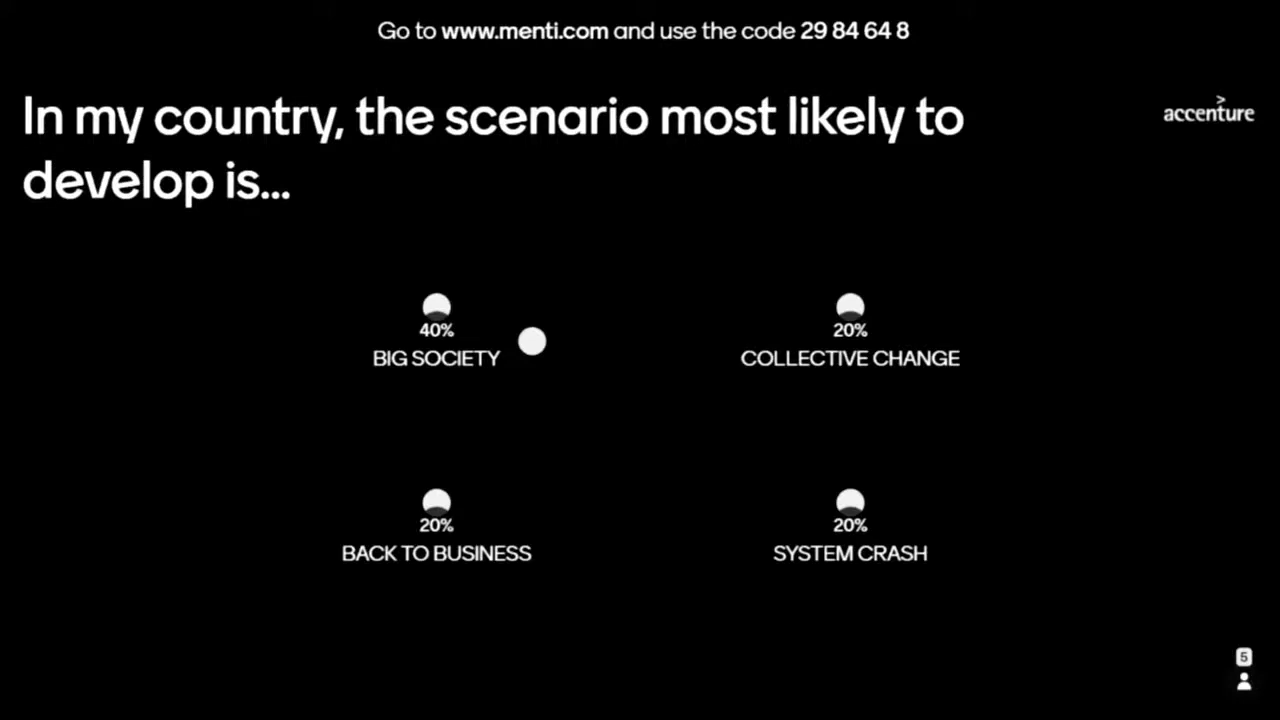 Go to www.menti.com and use the code 29 84 64 8
In my country, the scenario most likely to
develop is...
accenture
40%
BIG SOCIETY
20%
COLLECTIVE CHANGE
20%
BACK TO BUSINESS
20%
SYSTEM CRASH
5